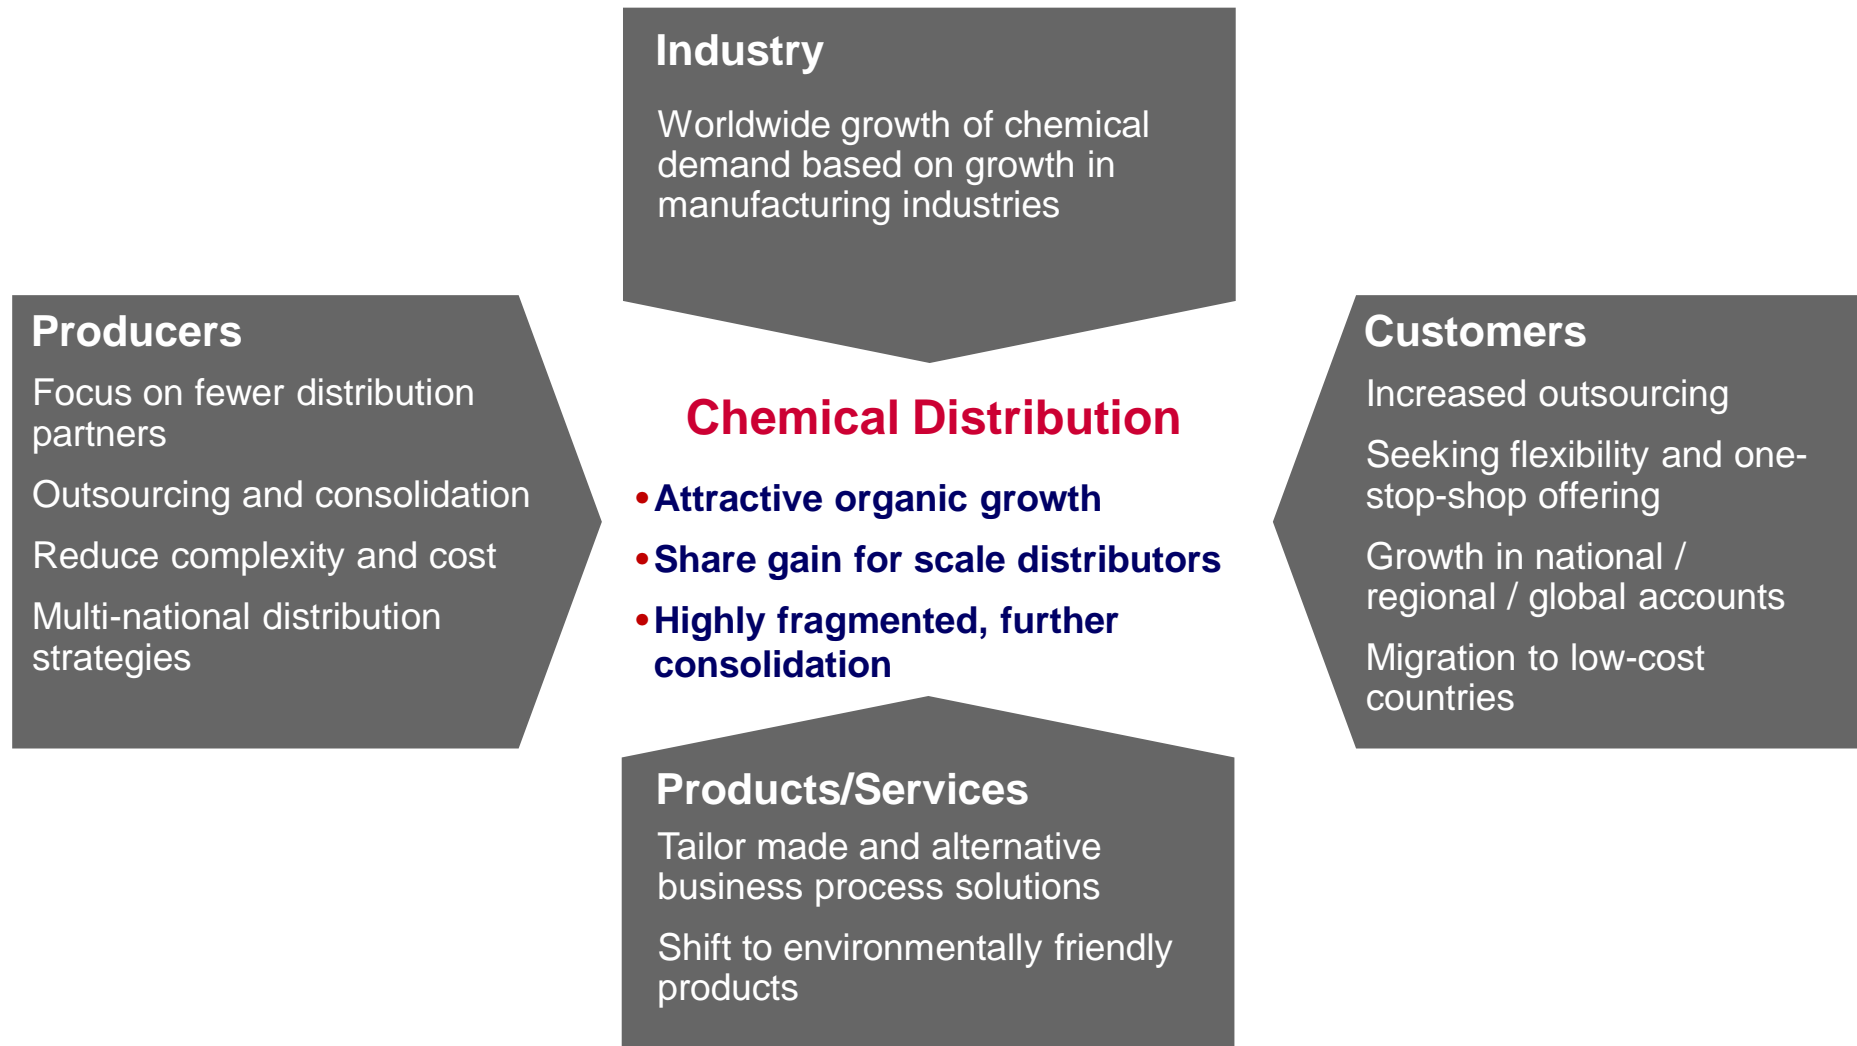 Industry
Worldwide growth of chemical
demand based on growth in
manufacturing industries
Producers
Focus on fewer distribution
partners
Outsourcing and consolidation
Reduce complexity and cost
Multi-national distribution
strategies
Chemical Distribution
•Attractive organic growth
•Share gain for scale distributors
•Highly fragmented, further
consolidation
Customers
Increased outsourcing
Seeking flexibility and one-
stop-shop offering
Growth in national /
regional / global accounts
Migration to low-cost
countries
Products/Services
Tailor made and alternative
business process solutions
Shift to environmentally friendly
products